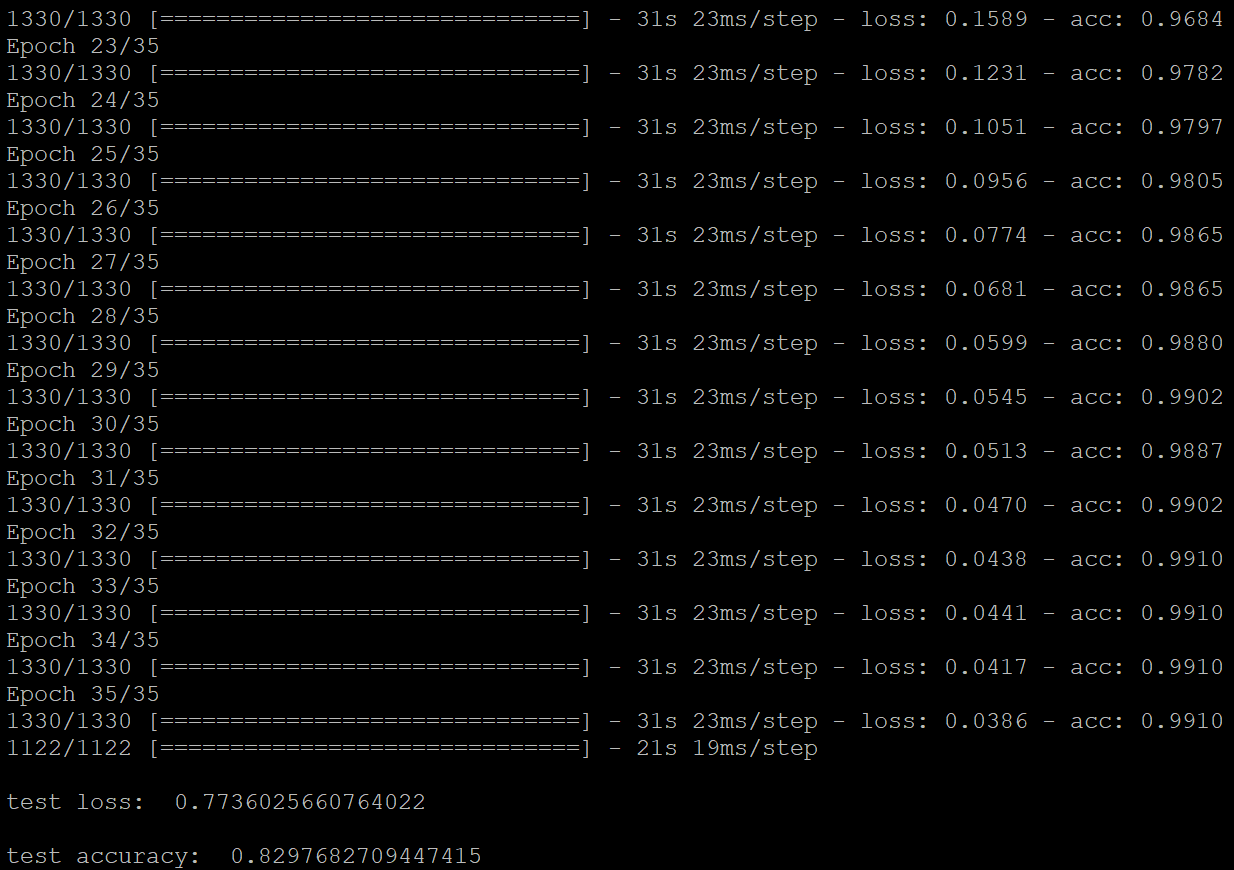 1330/1330 [==============================] - 31s 23ms/step - loss: 0.1589 - acc: 0.9684
Epoch 23/35
1330/1330 [==============================] - 31s 23ms/step - loss: 0.1231 - acc: 0.9782
Epoch 24/35
1330/1330 [==============================] - 31s 23ms/step - loss: 0.1051 - acc: 0.9797
Epoch 25/35
1330/1330 [==============================] - 31s 23ms/step - loss: 0.0956 - acc: 0.9805
Epoch 26/35
1330/1330 [==============================] - 31s 23ms/step - loss: 0.0774 - acc: 0.9865
Epoch 27/35
1330/1330 [==============================] - 31s 23ms/step - loss: 0.0681 - acc: 0.9865
Epoch 28/35
1330/1330 [==============================] - 31s 23ms/step - loss: 0.0599 - acc: 0.9880
Epoch 29/35
1330/1330 [==============================] - 31s 23ms/step - loss: 0.0545 - acc: 0.9902
Epoch 30/35
1330/1330 [==============================] - 31s 23ms/step - loss: 0.0513 - acc: 0.9887
Epoch 31/35
1330/1330 [==============================] - 31s 23ms/step - loss: 0.0470 - acc: 0.9902
Epoch 32/35
1330/1330 [==============================] - 31s 23ms/step - loss: 0.0438 - acc: 0.9910
Epoch 33/35
1330/1330 [==============================] - 31s 23ms/step - loss: 0.0441 - acc: 0.9910
Epoch 34/35
1330/1330 [==============================] - 31s 23ms/step - loss: 0.0417 - acc: 0.9910
Epoch 35/35
1330/1330 [==============================] - 31s 23ms/step - loss: 0.0386 - acc: 0.9910
1122/1122 [==============================] - 21s 19ms/step
test loss:  0.7736025660764022
test accuracy:  0.8297682709447415